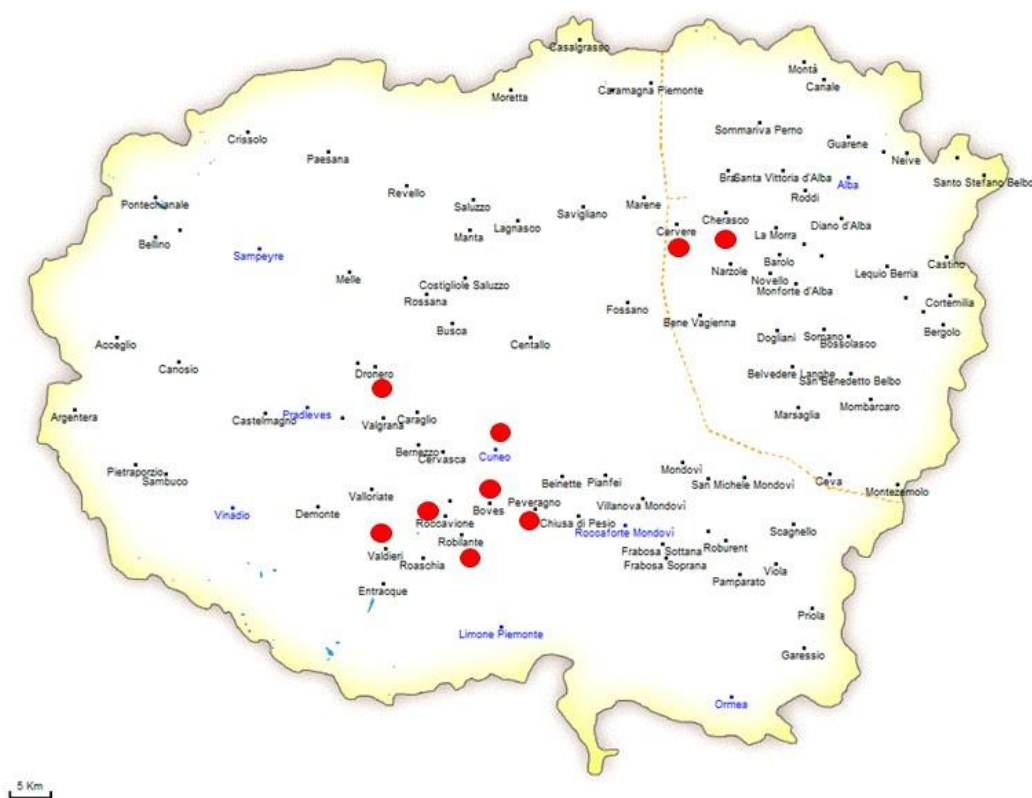 Casalgrasso
Montà
Canale
Caramagna Piemonte
Moretta
Sommariva Perno
Crissolo
Guarene
Paesana
Neive
Bra
Santa Vittoria d'Alba
Alba
Santo Stefano Belbo
Revello
Roddi
Pontechianale
Saluzzo
Savigliano
Marene
Cherasco
Diano d'Alba
Lagnasco
Cervere
La Morra
Manta
Bellino
Sampeyre
Barolo
Castino
Narzole
Lequio Berria
Melle
Costigliole Saluzzo
Novello
Monforte d'Alba
Rossana
Cortemilia
Fossano
Bene Vagienna
Busca
Bergolo
Acceglio
Centallo
Dogliani
Somano
Bossolasco
Canosio
Dronero
Belvedere Langhe
San Benedetto Belbo
Argentera
Castelmagno
Pradleves
Valgrana
Caraglio
Marsaglia
Mombarcaro
Bernezzo
Cervasca
Cuneo
Pietraporzio
Sambuco
Mondovì
Beinette
Pianfei
San Michele Mondovì
Ceva
Montezemolo
Valloriate
Villanova Mondovì
Vinadio
Demonte
Boves
Peveragno
Roccavione
Chiusa di Pesio
Roccaforte Mondovì
Scagnello
Robilante
Valdieri
Roaschia
Frabosa Sottana
Roburent
Frabosa Soprana
Viola
Pamparato
Entracque
Priola
Limone Piemonte
Garessio
Ormea
5 Km